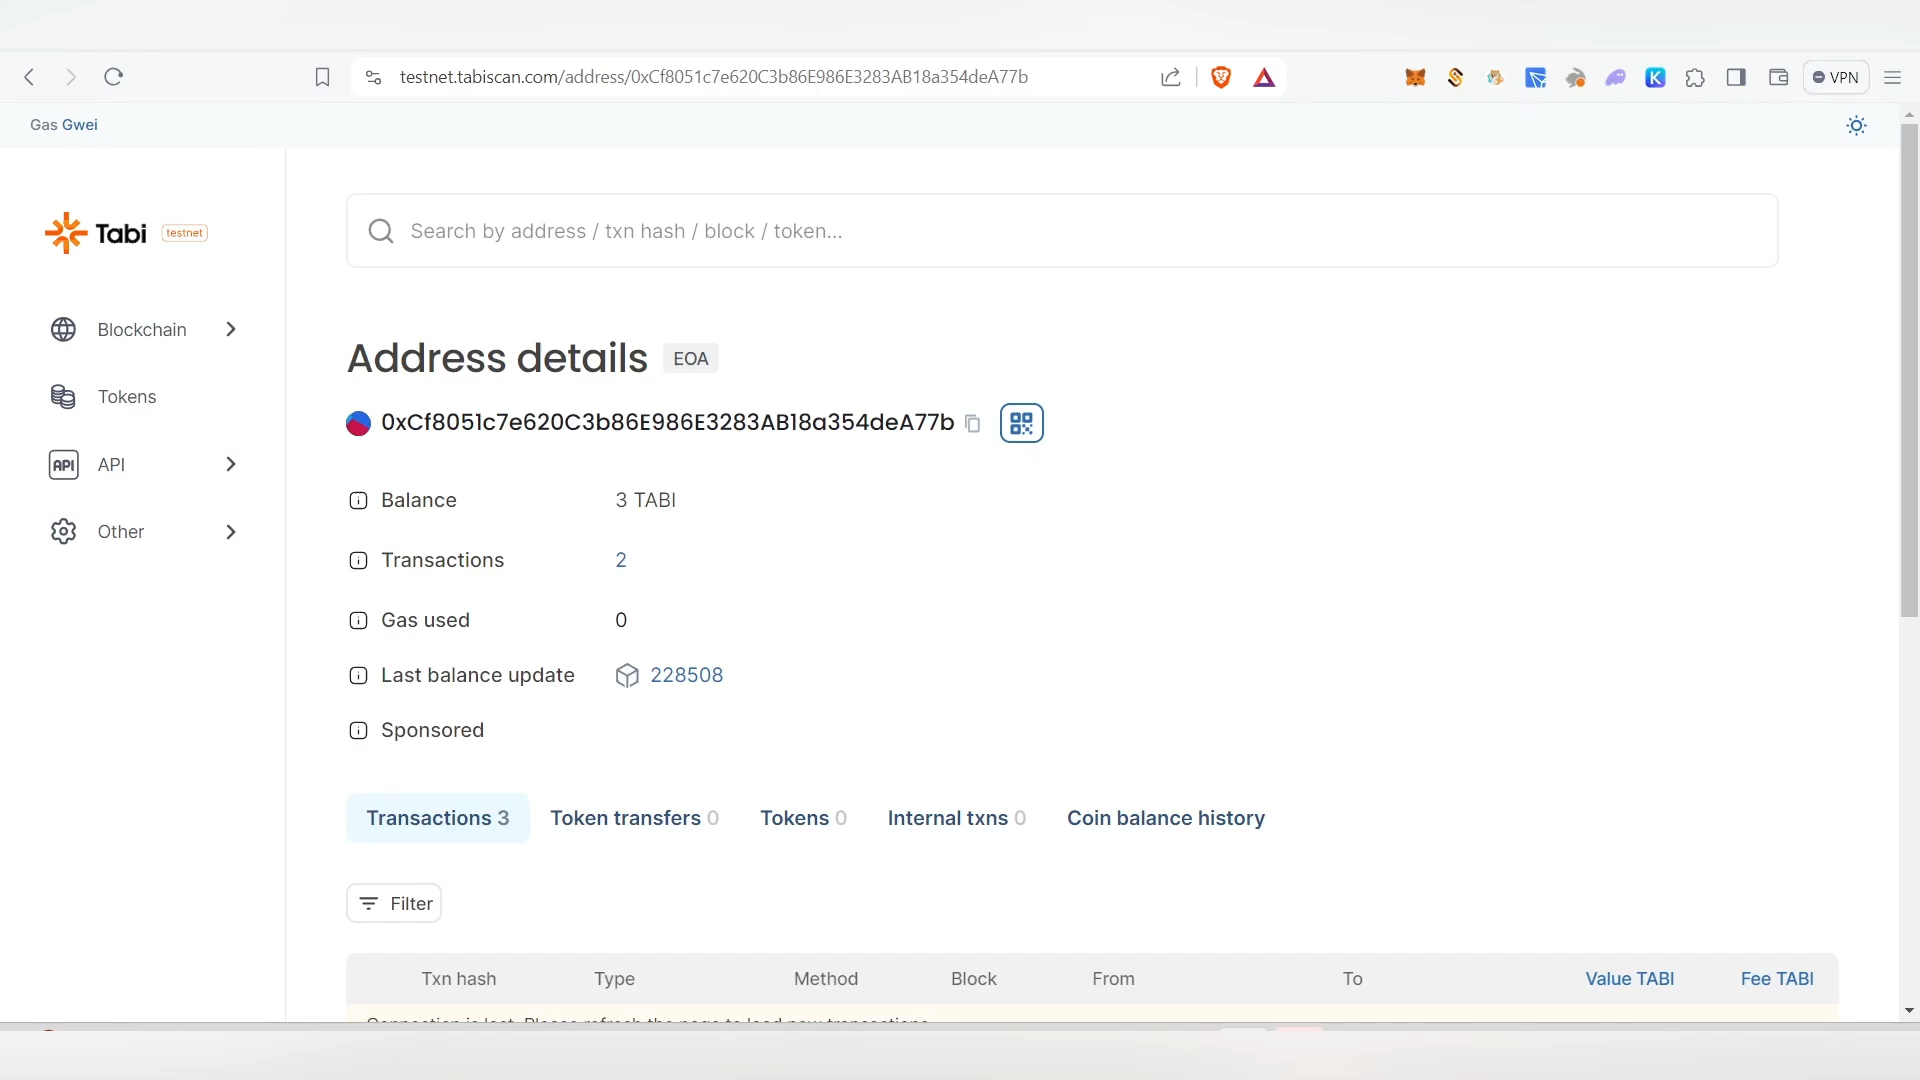 testnet.tabiscan.com/address/0xCf8051c7e620C3b86E986E3283AB18a354deA77b
VPN
Gas Gwei
Tabi testnet
Search by address / txn hash / block / token...
Blockchain
Tokens
API API
Other
Address details EOA
0xCf8051c7e620C3b86E986E3283AB18a354deA77b
Balance 3 TABI
Transactions 2
Gas used 0
Last balance update 228508
Sponsored
Transactions 3 Token transfers 0 Tokens 0 Internal txns 0 Coin balance history
Filter
Txn hash Type Method Block From To Value TABI Fee TABI
Connection is lost. Please refresh the page to load new transactions.